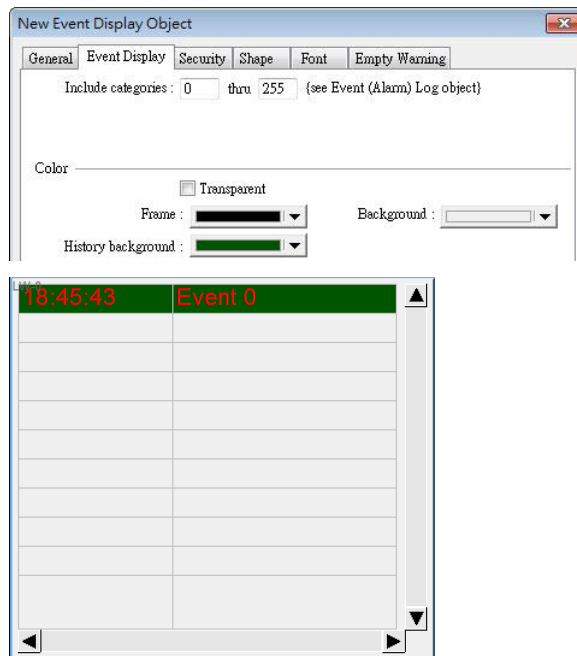 New Event Display Object
General Event Display Security Shape Font Empty Warning
Include categories : 0 thru 255 {see Event (Alarm) Log object}
Color
Transparent
Frame : Background :
History background :
18:45:43 Event 0